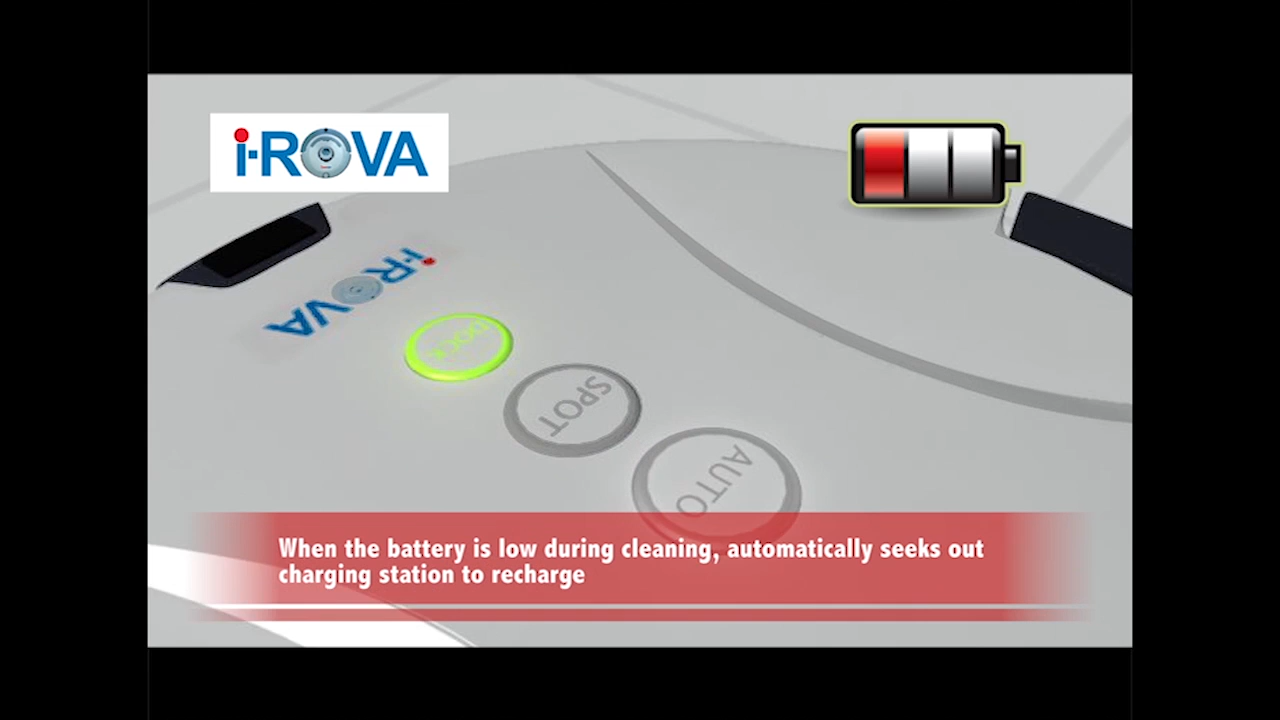 i-ROVA
i-ROVA
DOCK
SPOT
AUTO
When the battery is low during cleaning, automatically seeks out
charging station to recharge